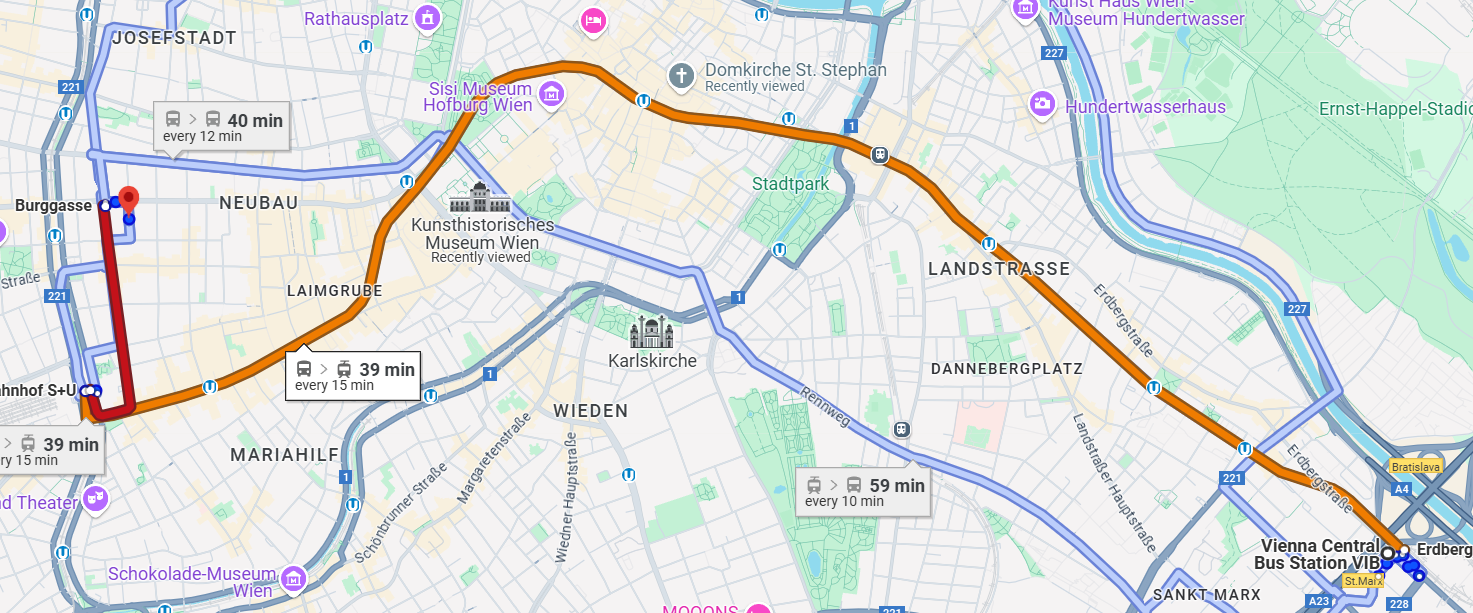 Rathausplatz
JOSEFSTADT
Kunst Haus Wien -
Museum Hundertwasser
227
Domkirche St. Stephan
Recently viewed
221
Sisi Museum
Hofburg Wien
Hundertwasserhaus
Ernst-Happel-Stadio
40 min
every 12 min
1
Stadtpark
NEUBAU
Burggasse
Kunsthistorisches
Museum Wien
Recently viewed
LANDSTRASSE
Straße
221
LAIMGRUBE
1
Erdbergstraße
227
Karlskirche
39 min
every 15 min
1
DANNEBERGPLATZ
ahnhof S+U
WIEDEN
Rennweg
39 min
ry 15 min
MARIAHILF
Margaretenstraße
Wiedner Hauptstraße
Landstraßer Hauptstraße
Erdbergstraße
Bratislava
A4
1
59 min
every 10 min
221
nd Theater
Schönbrunner Straße
Vienna Central
Bus Station VIB
Erdberg
Schokolade-Museum
Wien
St.Marx
SANKT MARX
A23
228
MOOONS
221